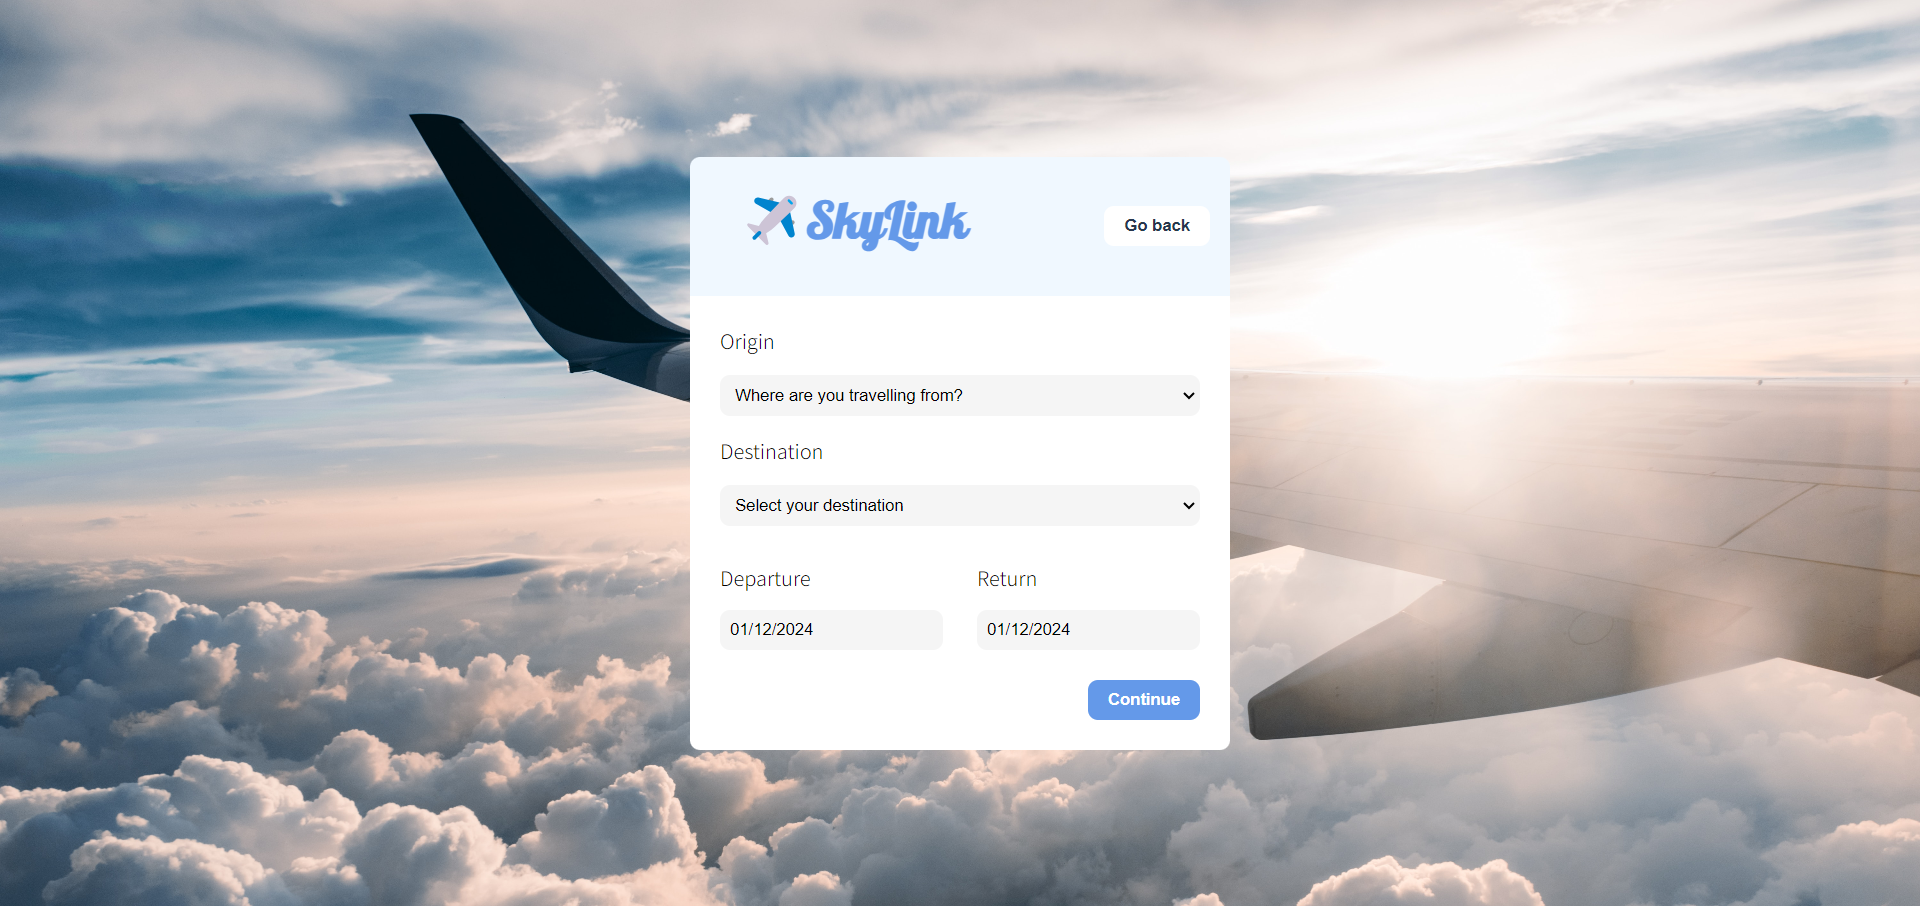 SkyLink
Go back
Origin
Where are you travelling from?
Destination
Select your destination
Departure
Return
01/12/2024
01/12/2024
Continue